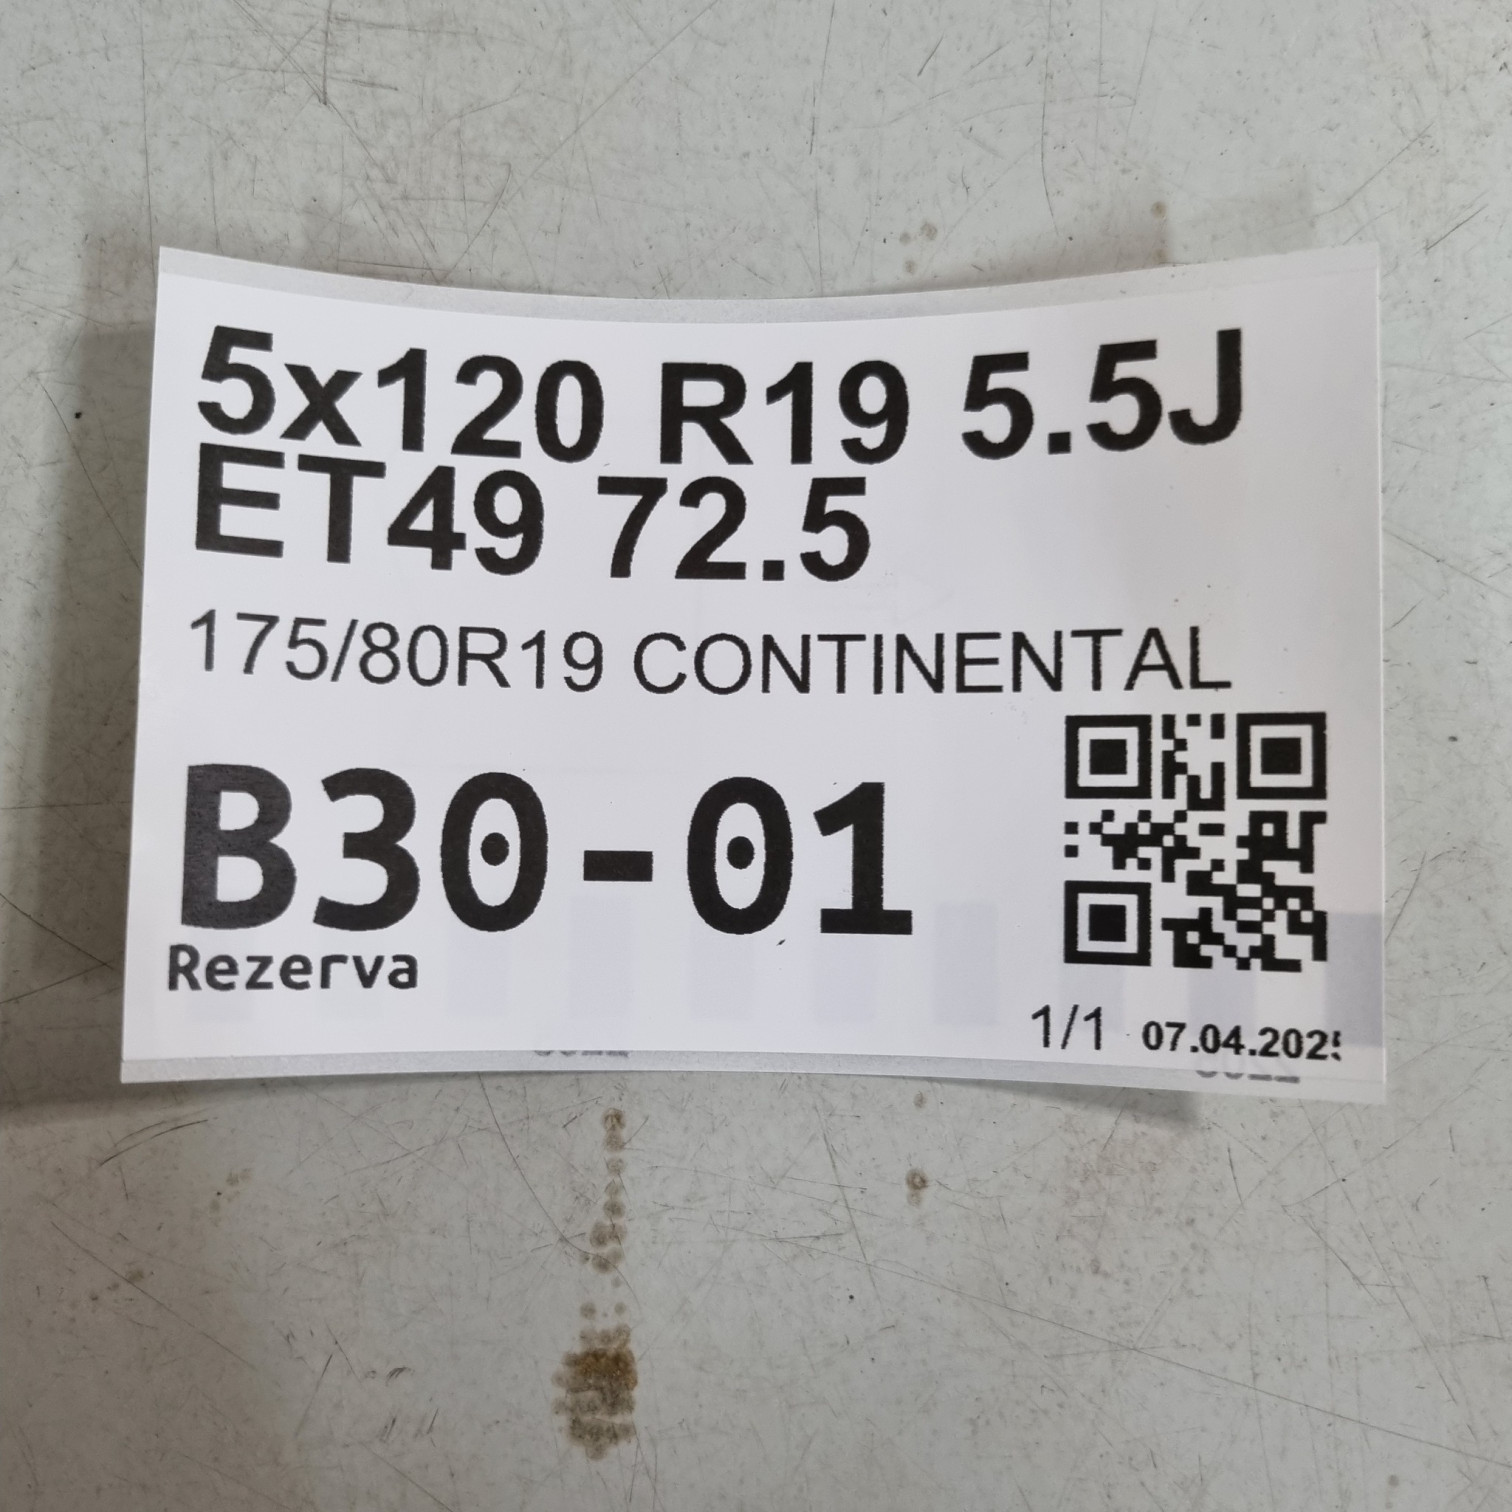 5x120 R19 5.5J
ET49 72.5
175/80R19 CONTINENTAL
B30-01
Rezerva
1/1 07.04.2025